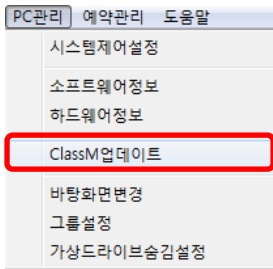 PC관리 예약관리 도움말
시스템제어설정
소프트웨어정보
하드웨어정보
ClassM업데이트
바탕화면변경
그룹설정
가상드라이브숨김설정